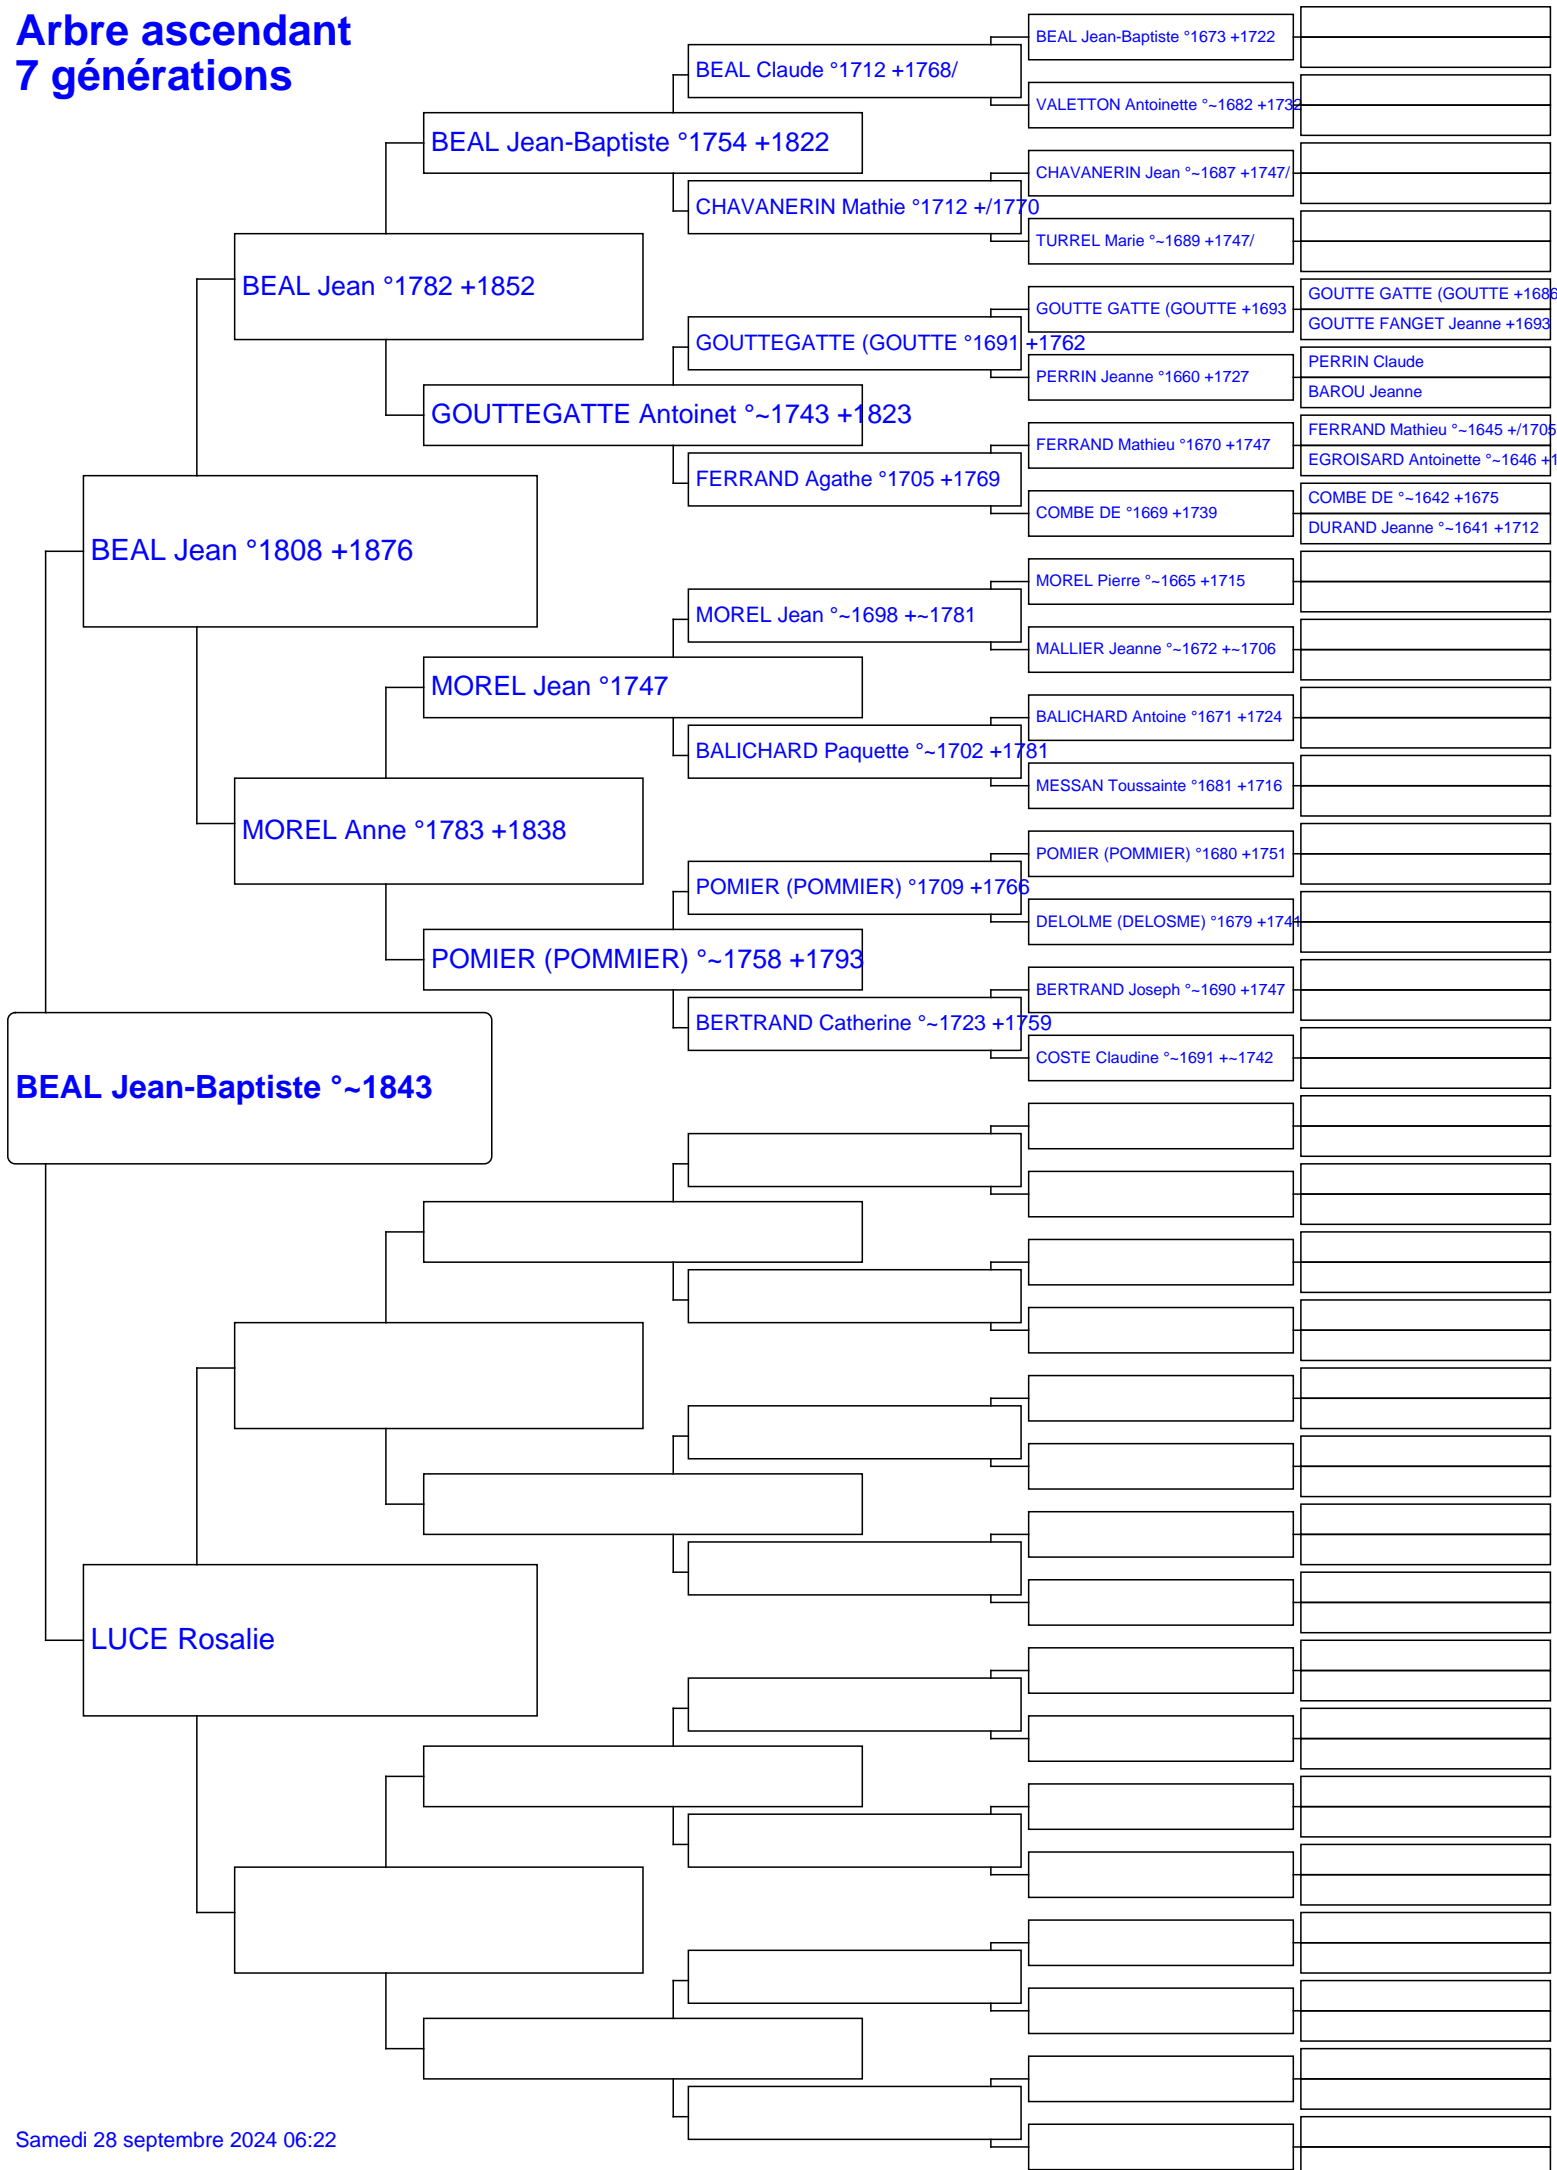 Arbre ascendant
7 générations
BEAL Jean-Baptiste °1673 +1722
BEAL Claude °1712 +1768/
VALETTON Antoinette °~1682 +1732
BEAL Jean-Baptiste °1754 +1822
CHAVANERIN Jean °~1687 +1747/
CHAVANERIN Mathie °1712 +/1770
TURREL Marie °~1689 +1747/
BEAL Jean °1782 +1852
GOUTTE GATTE (GOUTTE +1686
GOUTTE GATTE (GOUTTE +1693
GOUTTE FANGET Jeanne +1693
GOUTTEGATTE (GOUTTE °1691 +1762
PERRIN Claude
PERRIN Jeanne °1660 +1727
BAROU Jeanne
GOUTTEGATTE Antoinet °~1743 +1823
FERRAND Mathieu °~1645 +/1705
FERRAND Mathieu °1670 +1747
EGROISARD Antoinette °~1646 +1
FERRAND Agathe °1705 +1769
COMBE DE °~1642 +1675
COMBE DE °1669 +1739
DURAND Jeanne °~1641 +1712
BEAL Jean °1808 +1876
MOREL Pierre °~1665 +1715
MOREL Jean °~1698 +~1781
MALLIER Jeanne °~1672 +~1706
MOREL Jean °1747
BALICHARD Antoine °1671 +1724
BALICHARD Paquette °~1702 +1781
MESSAN Toussainte °1681 +1716
MOREL Anne °1783 +1838
POMIER (POMMIER) °1680 +1751
POMIER (POMMIER) °1709 +1766
DELOLME (DELOSME) °1679 +1741
POMIER (POMMIER) °~1758 +1793
BERTRAND Joseph °~1690 +1747
BERTRAND Catherine °~1723 +1759
COSTE Claudine °~1691 +~1742
BEAL Jean-Baptiste °~1843
LUCE Rosalie
Samedi 28 septembre 2024 06:22